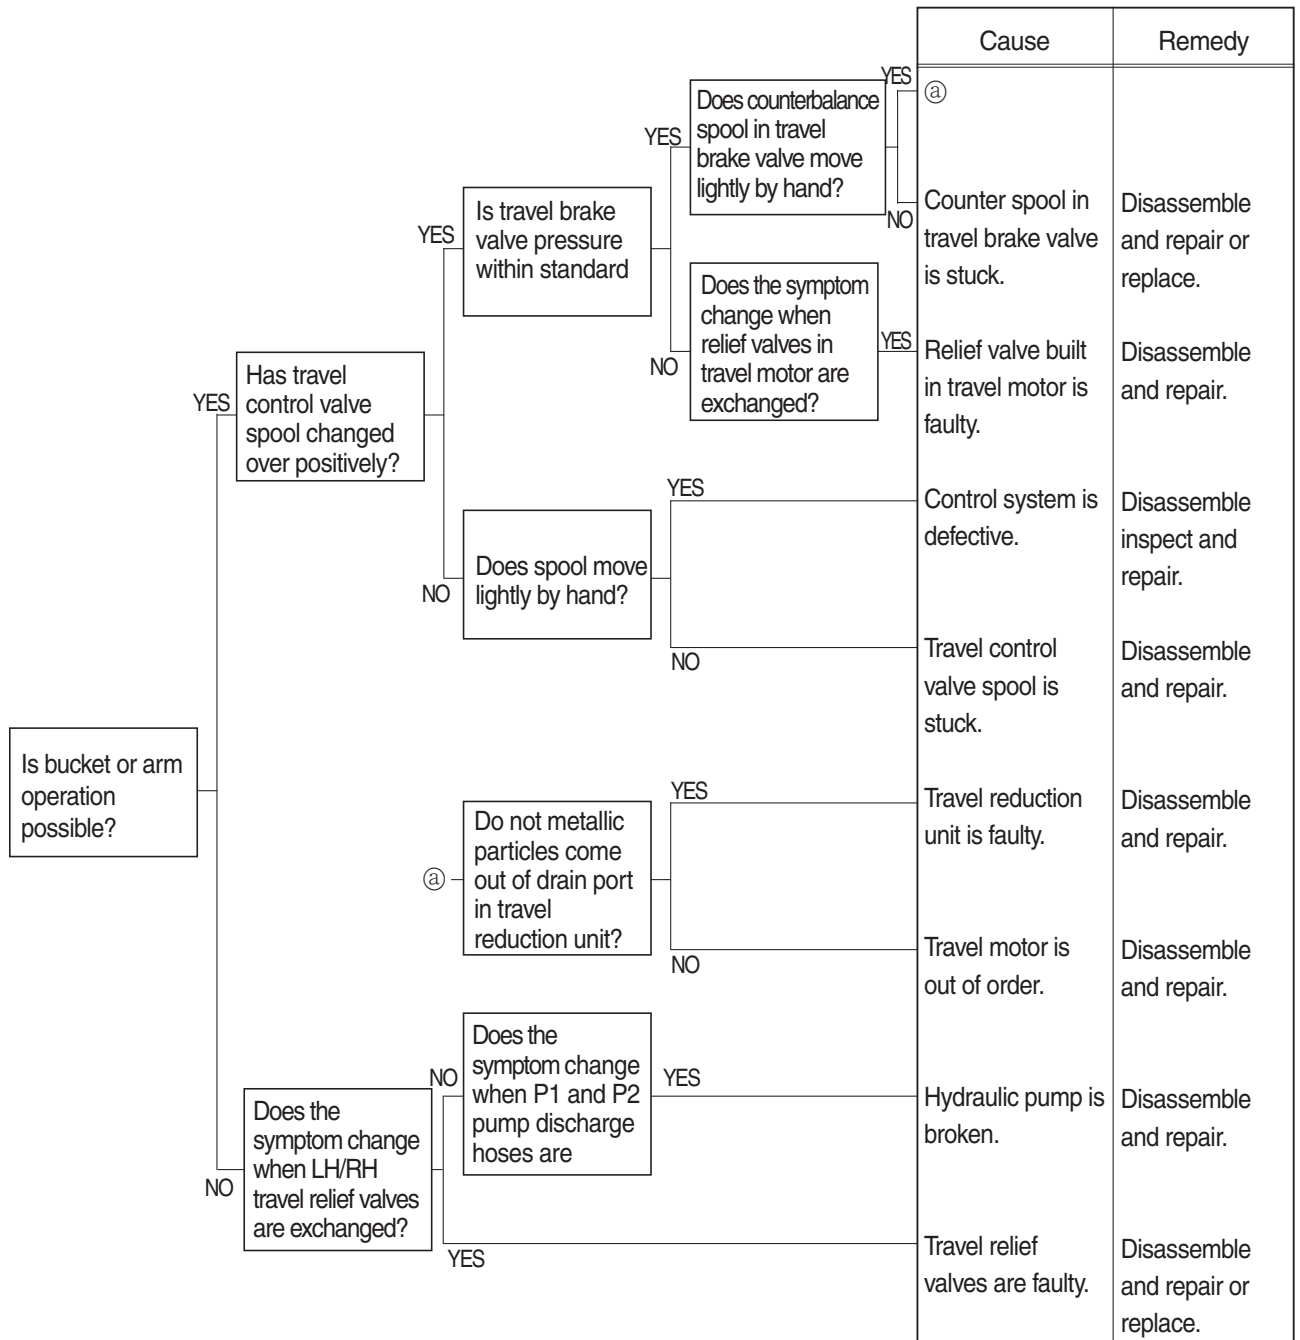 Cause
Remedy
YES
ⓐ
Does counterbalance
spool in travel
brake valve move
lightly by hand?
YES
NO
Counter spool in
travel brake valve
is stuck.
Disassemble
and repair or
replace.
Is travel brake
valve pressure
within standard
YES
Does the symptom
change when
relief valves in
travel motor are
exchanged?
NO
YES
Relief valve built
in travel motor is
faulty.
Disassemble
and repair.
Has travel
control valve
spool changed
over positively?
YES
YES
Control system is
defective.
Disassemble
inspect and
repair.
Does spool move
lightly by hand?
NO
NO
Travel control
valve spool is
stuck.
Disassemble
and repair.
Is bucket or arm
operation
possible?
YES
Travel reduction
unit is faulty.
Disassemble
and repair.
ⓐ
Do not metallic
particles come
out of drain port
in travel
reduction unit?
NO
Travel motor is
out of order.
Disassemble
and repair.
Does the
symptom change
when P1 and P2
pump discharge
hoses are
NO
YES
Hydraulic pump is
broken.
Disassemble
and repair.
NO
Does the
symptom change
when LH/RH
travel relief valves
are exchanged?
YES
Travel relief
valves are faulty.
Disassemble
and repair or
replace.